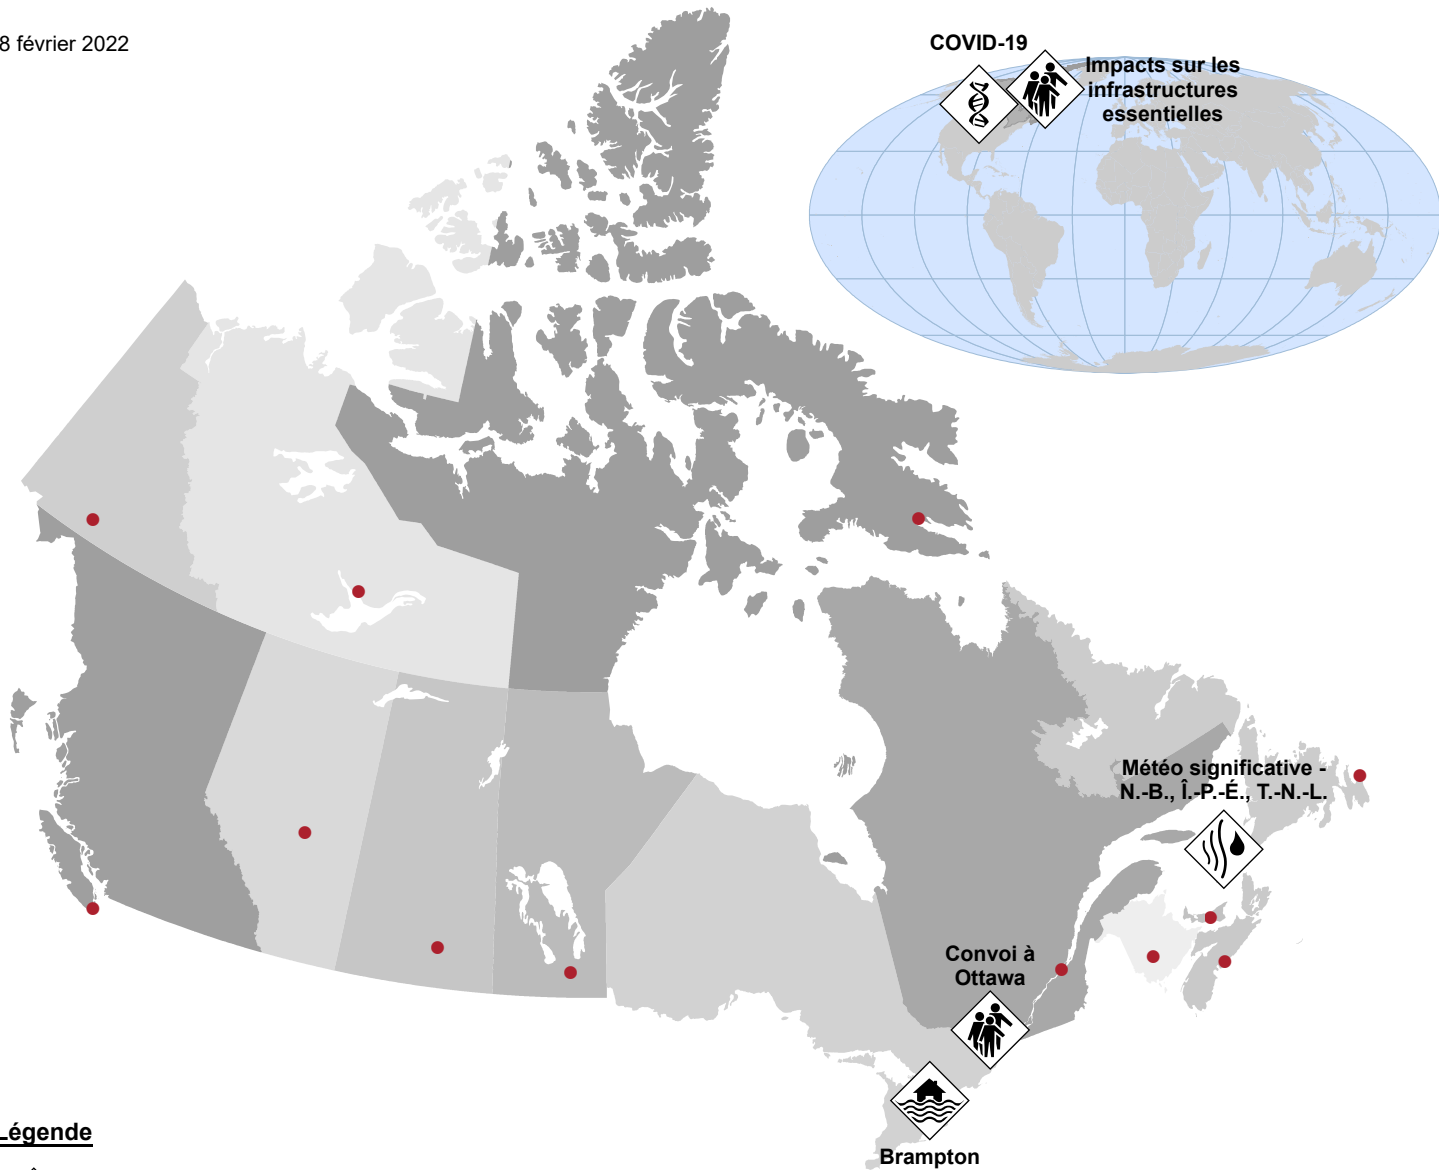 8 février 2022
COVID-19
Impacts sur les
infrastructures
essentielles
Météo significative -
N.-B., Î.-P.-É., T.-N.-L.
Convoi à
Ottawa
Brampton
Légende